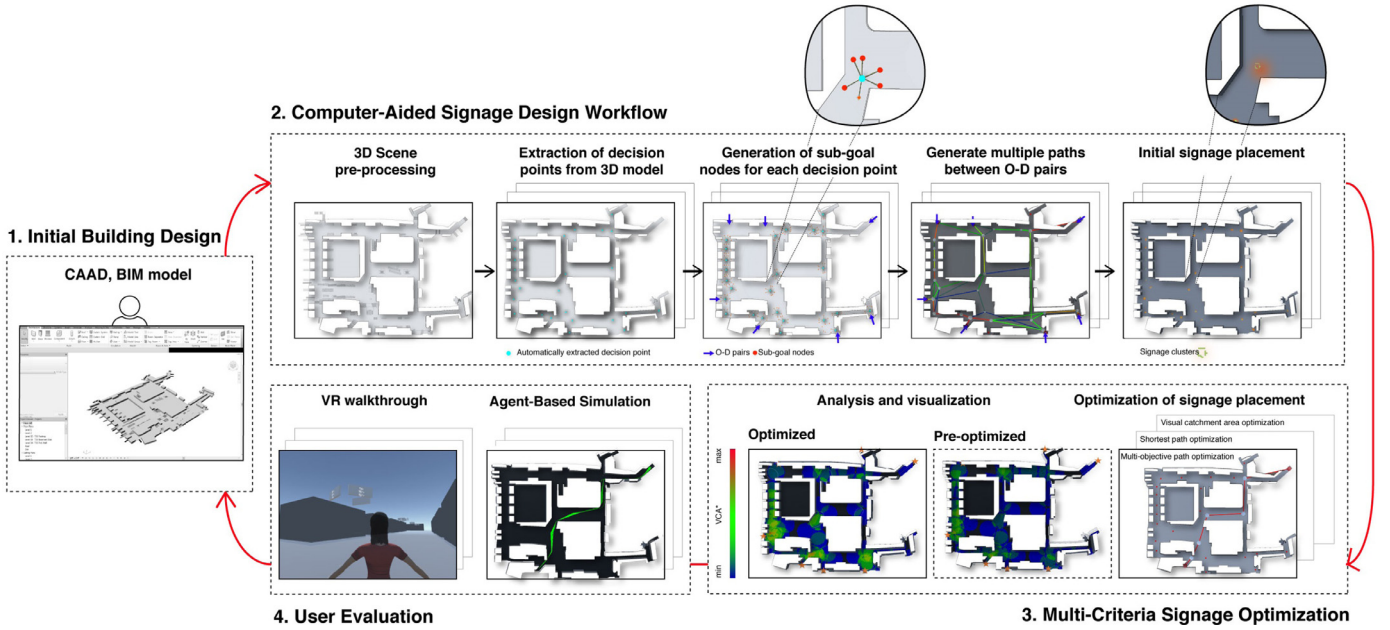 2. Computer-Aided Signage Design Workflow
3D Scene
pre-processing
Extraction of decision
points from 3D model
Generation of sub-goal
nodes for each decision point
Generate multiple paths
between O-D pairs
Initial signage placement
Automatically extracted decision point
O-D pairs
Sub-goal nodes
Signage clusters
1. Initial Building Design
CAAD, BIM model
VR walkthrough
Agent-Based Simulation
4. User Evaluation
Analysis and visualization
Optimized
Pre-optimized
max
VCA*
min
Optimization of signage placement
Visual catchment area optimization
Shortest path optimization
Multi-objective path optimization
3. Multi-Criteria Signage Optimization